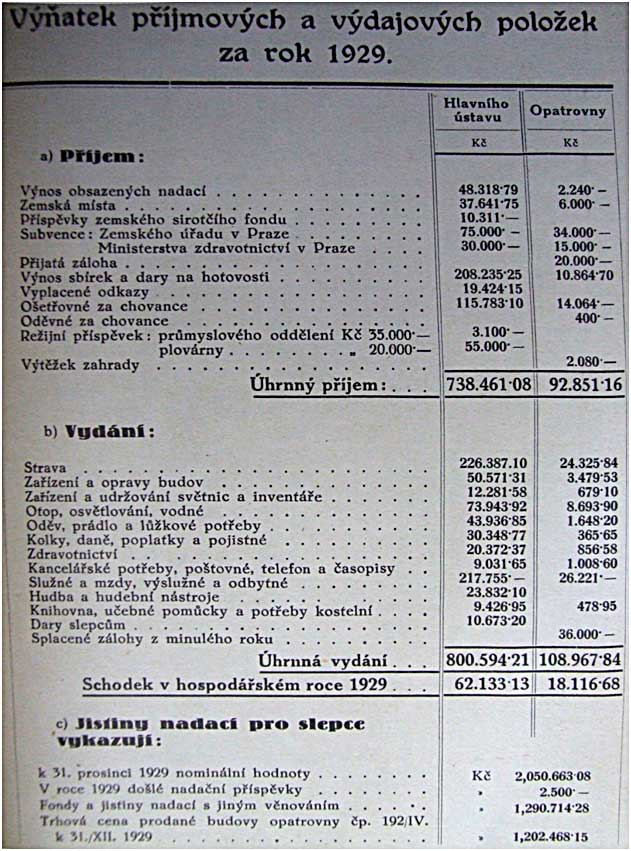 Výňatek příjmových a výdajových položek
za rok 1929.
Hlavního ústavu Opatrovny
Kč Kč
a) Příjem:
Výnos obsazených nadací . . . 48.318·79 2.240·—
Zemská místa . . . 37.641·75 6.000·—
Příspěvky zemského sirotčího fondu . . . 10.311·—
Subvence: Zemského úřadu v Praze . . . 75.000·— 34.000·—
Ministerstva zdravotnictví v Praze . . . 30.000·— 15.000·—
Přijatá záloha . . . 20.000·—
Výnos sbírek a dary na hotovosti . . . 208.235·25 10.864·70
Vyplacené odkazy . . . 19.424·15
Ošetřovné za chovance . . . 115.783·10 14.064·—
Oděvné za chovance . . . 400·—
Režijní příspěvek: průmyslového oddělení Kč 35.000·— 3.100·—
plovárny . . . „ 20.000·— 55.000·—
Výtěžek zahrady . . . 2.080·—
Úhrnný příjem: . . . 738.461·08 92.851·16
b) Vydání:
Strava . . . 226.387.10 24.325·84
Zařízení a opravy budov . . . 50.571·31 3.479·53
Zařízení a udržování světnic a inventáře . . . 12.281·58 679·10
Otop, osvětlování, vodné . . . 73.943·92 8.693·90
Oděv, prádlo a lůžkové potřeby . . . 43.936·85 1.648·20
Kolky, daně, poplatky a pojistné . . . 30.348·77 365·65
Zdravotnictví . . . 20.372·37 856·58
Kancelářské potřeby, poštovné, telefon a časopisy . . 9.031·65 1.008·60
Služné a mzdy, výslužné a odbytné . . . 217.755·— 26.221·—
Hudba a hudební nástroje . . . 23.832·10
Knihovna, učebné pomůcky a potřeby kostelní . . . 9.426·95 478·95
Dary slepcům . . . 10.673·20
Splacené zálohy z minulého roku . . . 36.000·—
Úhrnná vydání . . . 800.594·21 108.967·84
Schodek v hospodářském roce 1929 . . . 62.133·13 18.116·68
c) Jistiny nadací pro slepce
vykazují:
k 31. prosinci 1929 nominální hodnoty . . . Kč 2,050.663·08
V roce 1929 došlé nadační příspěvky . . . „ 2.500·—
Fondy a jistiny nadací s jiným věnováním . . . „ 1,290.714·28
Trhová cena prodané budovy opatrovny čp. 192/IV.
k 31./XII. 1929 . . . „ 1,202.468·15